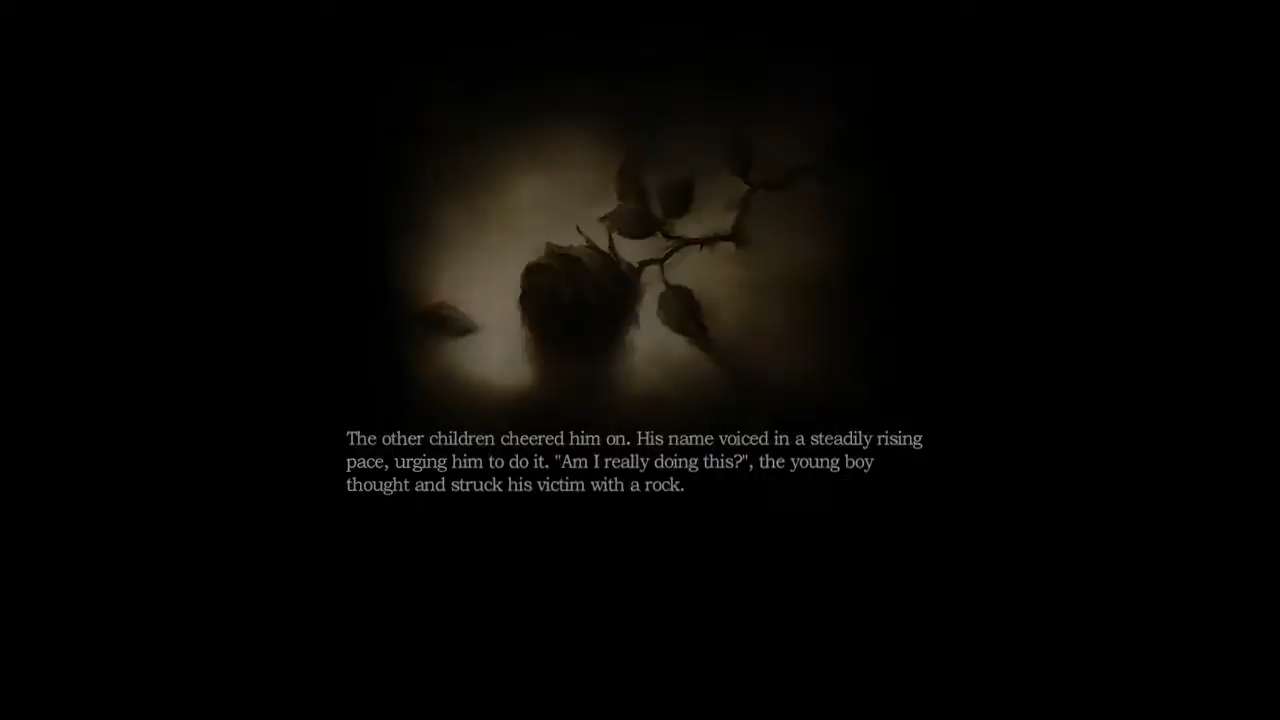 The other children cheered him on. His name voiced in a steadily rising
pace, urging him to do it. "Am I really doing this?", the young boy
thought and struck his victim with a rock.